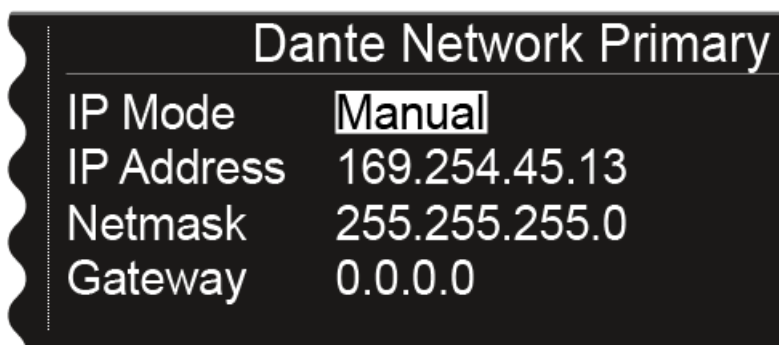 Dante Network Primary
IP Mode Manual
IP Address 169.254.45.13
Netmask 255.255.255.0
Gateway 0.0.0.0